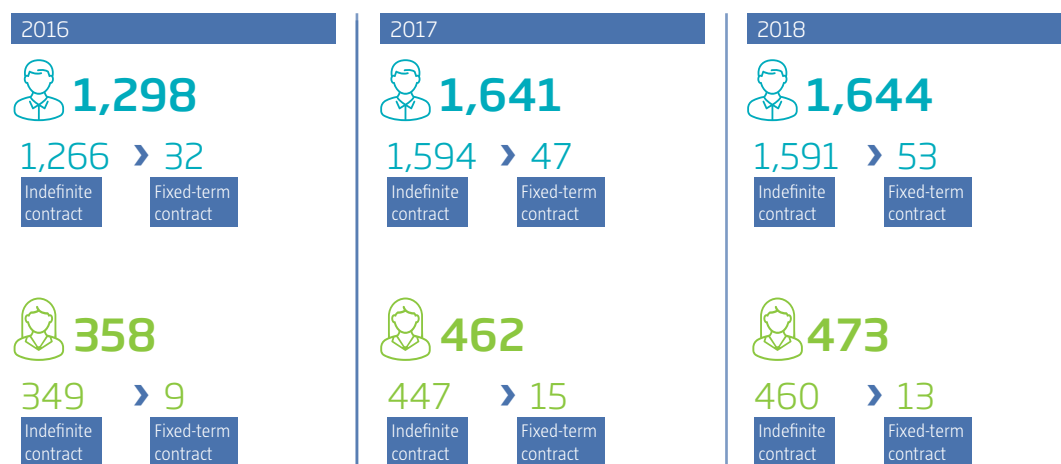 2016
1,298
1,266 › 32
Indefinite contract
Fixed-term contract
358
349 › 9
Indefinite contract
Fixed-term contract
2017
1,641
1,594 › 47
Indefinite contract
Fixed-term contract
462
447 › 15
Indefinite contract
Fixed-term contract
2018
1,644
1,591 › 53
Indefinite contract
Fixed-term contract
473
460 › 13
Indefinite contract
Fixed-term contract